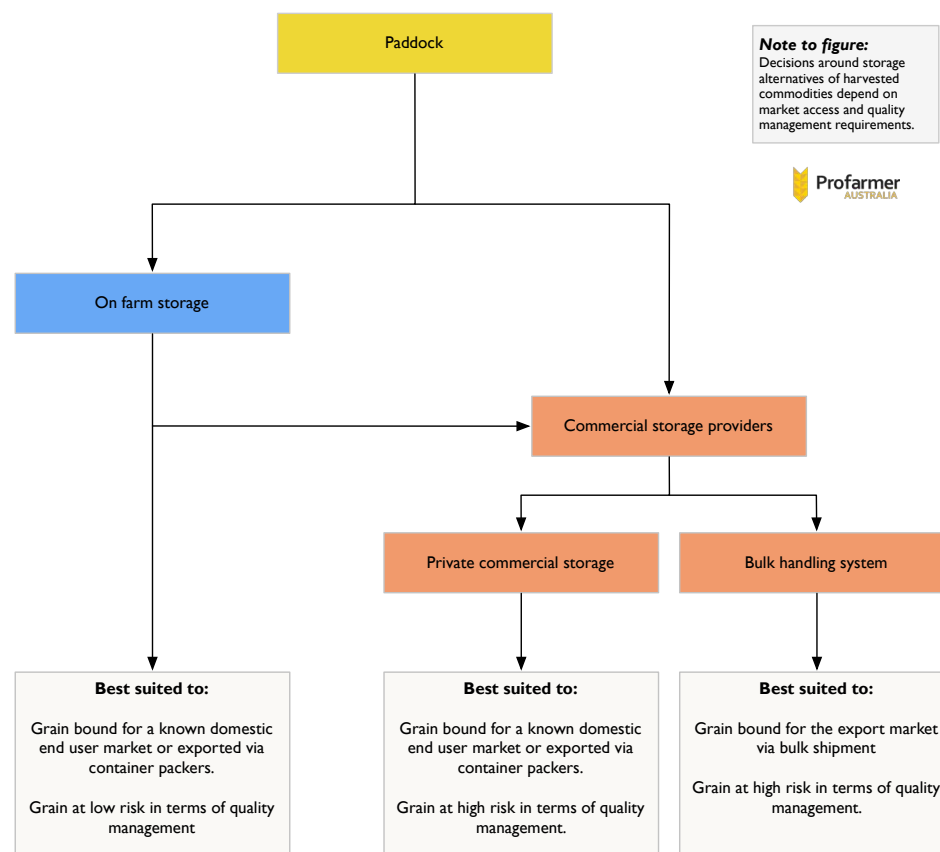 Paddock
Note to figure:
Decisions around storage
alternatives of harvested
commodities depend on
market access and quality
management requirements.
Profarmer
AUSTRALIA
On farm storage
Commercial storage providers
Private commercial storage
Bulk handling system
Best suited to:
Grain bound for a known domestic
end user market or exported via
container packers.
Grain at low risk in terms of quality
management
Best suited to:
Grain bound for a known domestic
end user market or exported via
container packers.
Grain at high risk in terms of quality
management.
Best suited to:
Grain bound for the export market
via bulk shipment
Grain at high risk in terms of quality
management.